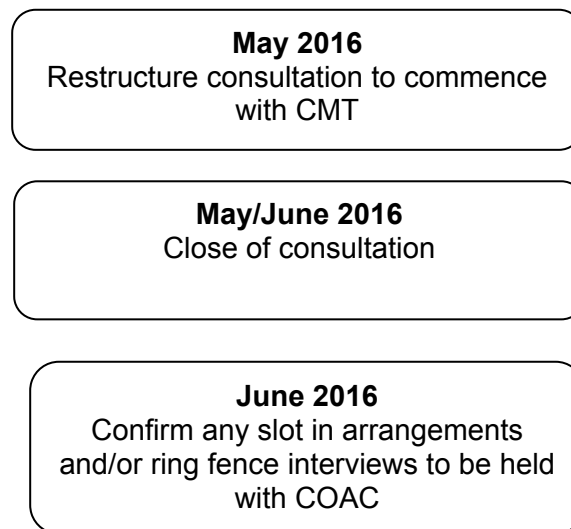 May 2016
Restructure consultation to commence
with CMT
May/June 2016
Close of consultation
June 2016
Confirm any slot in arrangements
and/or ring fence interviews to be held
with COAC